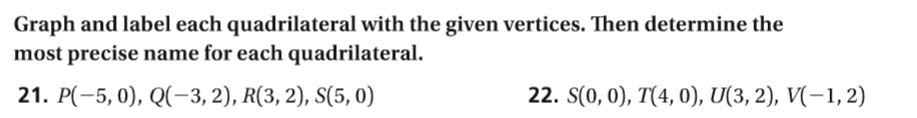 Graph and label each quadrilateral with the given vertices. Then determine the
most precise name for each quadrilateral.
21. P(−5, 0), Q(−3, 2), R(3, 2), S(5, 0)
22. S(0, 0), T(4, 0), U(3, 2), V(−1, 2)